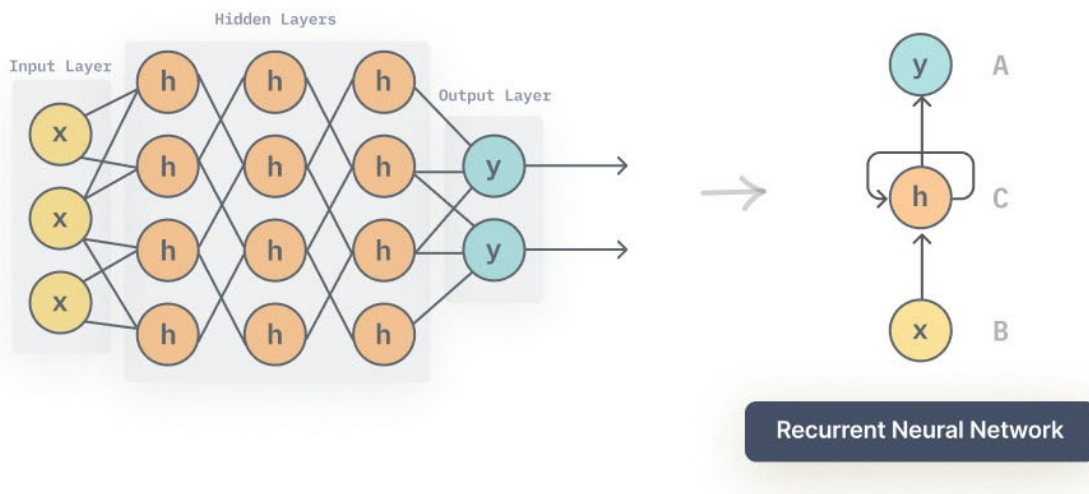 Hidden Layers
Input Layer
Output Layer
x
x
x
h
h
h
h
h
h
h
h
h
h
h
h
y
y
y
A
h
C
x
B
Recurrent Neural Network